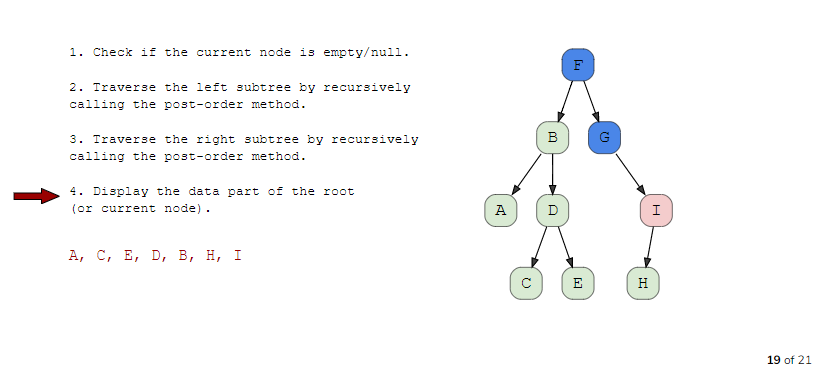 1. Check if the current node is empty/null.
2. Traverse the left subtree by recursively
calling the post-order method.
3. Traverse the right subtree by recursively
calling the post-order method.
4. Display the data part of the root
(or current node).
A, C, E, D, B, H, I
F
B
G
A
D
I
C
E
H
19 of 21